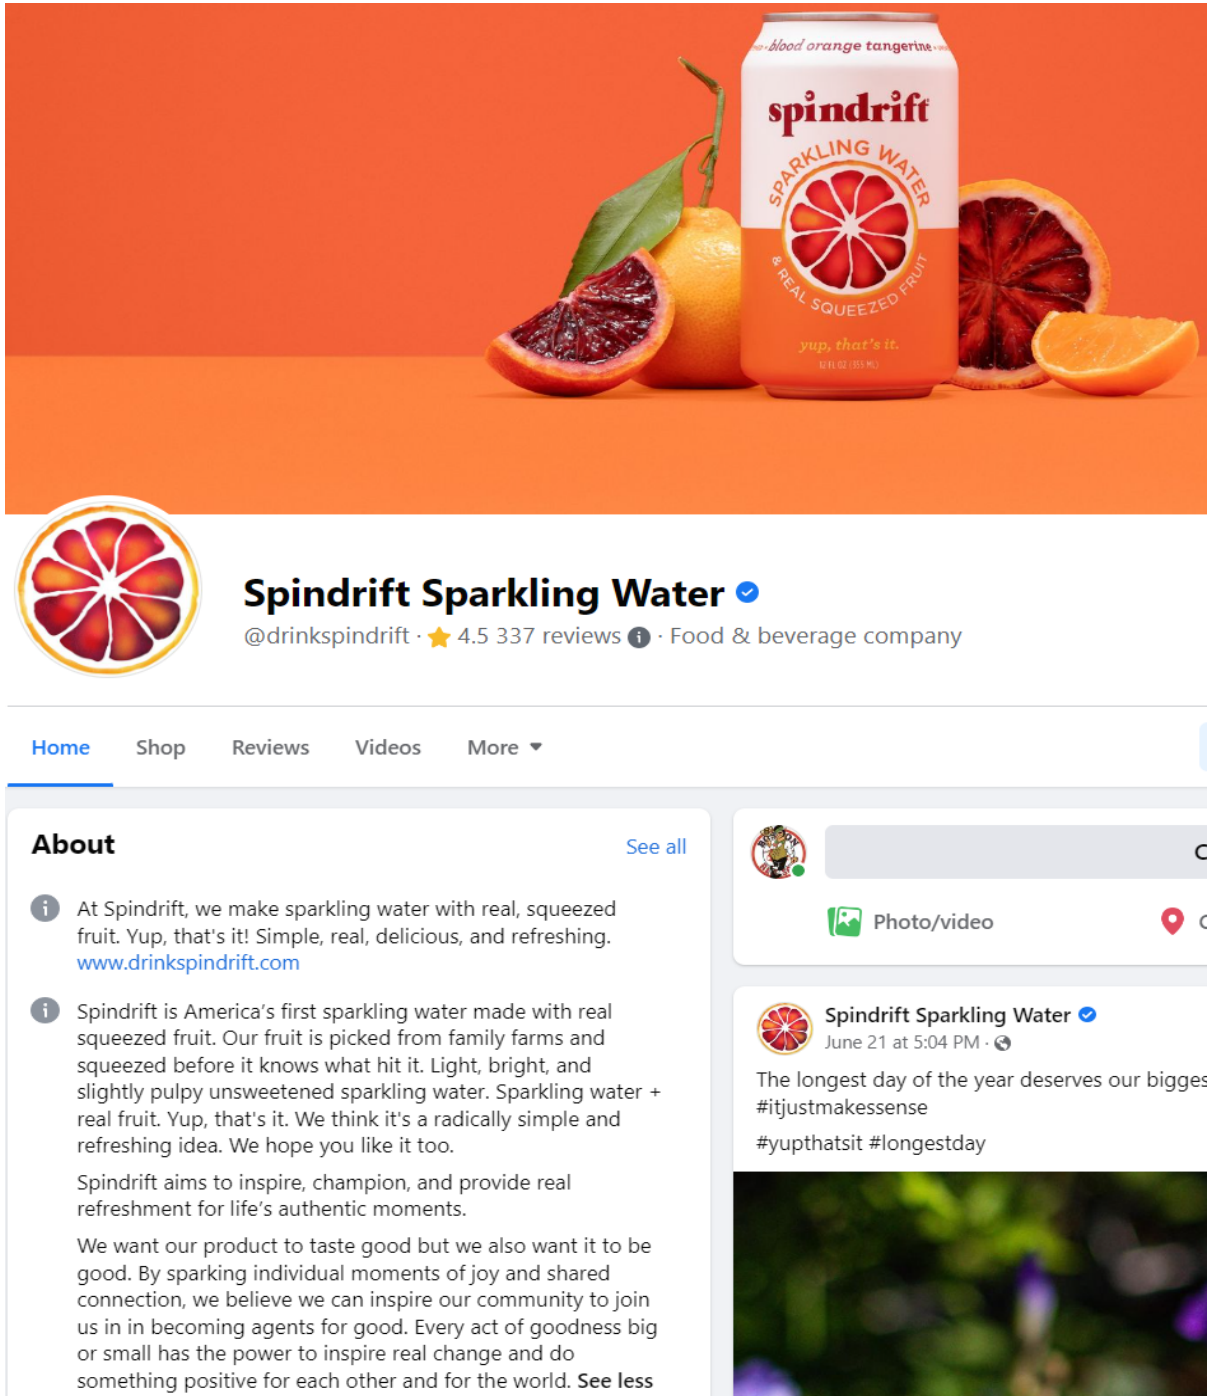 blood orange tangerine
spindrift
SPARKLING WATER
& REAL SQUEEZED FRUIT
yup, that's it.
12 FL OZ (355 ML)
Spindrift Sparkling Water
@drinkspindrift · 4.5 337 reviews · Food & beverage company
Home Shop Reviews Videos More
About See all
At Spindrift, we make sparkling water with real, squeezed
fruit. Yup, that's it! Simple, real, delicious, and refreshing.
www.drinkspindrift.com
Spindrift is America’s first sparkling water made with real
squeezed fruit. Our fruit is picked from family farms and
squeezed before it knows what hit it. Light, bright, and
slightly pulpy unsweetened sparkling water. Sparkling water +
real fruit. Yup, that's it. We think it's a radically simple and
refreshing idea. We hope you like it too.
Spindrift aims to inspire, champion, and provide real
refreshment for life’s authentic moments.
We want our product to taste good but we also want it to be
good. By sparking individual moments of joy and shared
connection, we believe we can inspire our community to join
us in in becoming agents for good. Every act of goodness big
or small has the power to inspire real change and do
something positive for each other and for the world. See less
Photo/video
Spindrift Sparkling Water
June 21 at 5:04 PM ·
The longest day of the year deserves our
#itjustmakessense
#yupthatsit #longestday